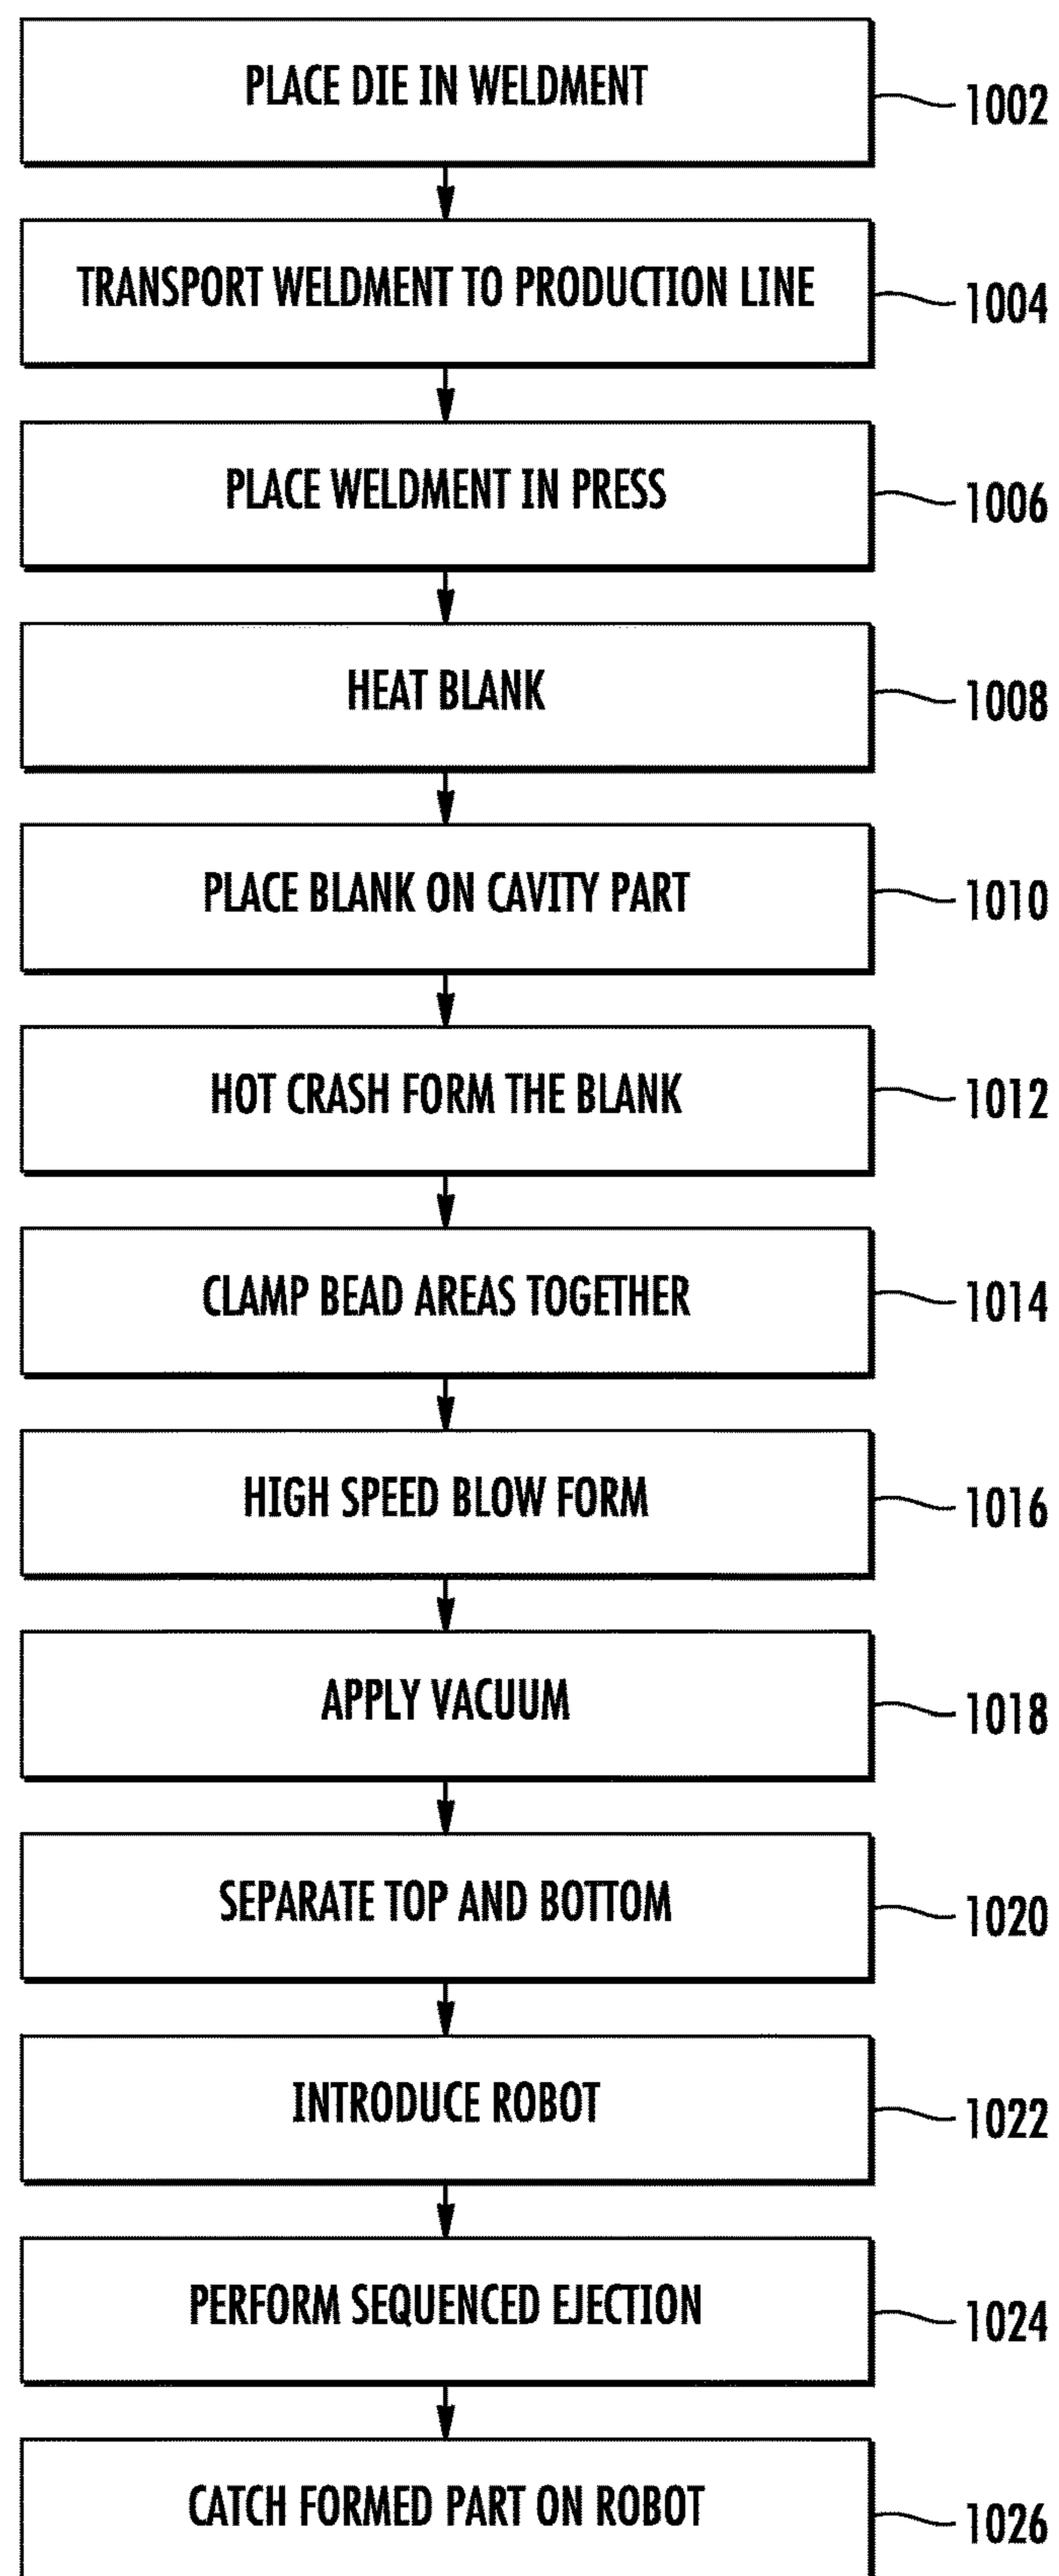 PLACE DIE IN WELDMENT
1002
TRANSPORT WELDMENT TO PRODUCTION LINE
1004
PLACE WELDMENT IN PRESS
1006
HEAT BLANK
1008
PLACE BLANK ON CAVITY PART
1010
HOT CRASH FORM THE BLANK
1012
CLAMP BEAD AREAS TOGETHER
1014
HIGH SPEED BLOW FORM
1016
APPLY VACUUM
1018
SEPARATE TOP AND BOTTOM
1020
INTRODUCE ROBOT
1022
PERFORM SEQUENCED EJECTION
1024
CATCH FORMED PART ON ROBOT
1026